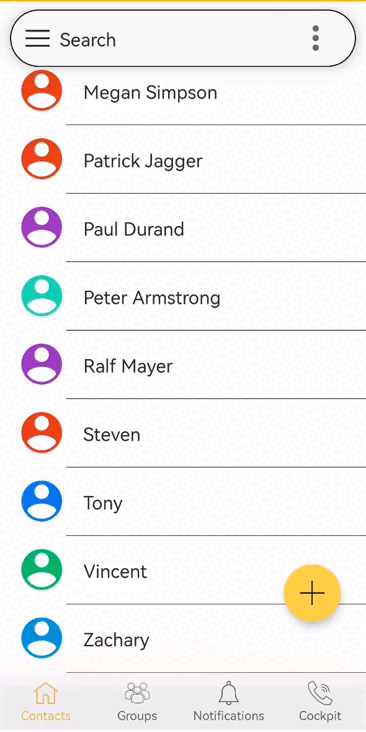 Search
Megan Simpson
Patrick Jagger
Paul Durand
Peter Armstrong
Ralf Mayer
Steven
Tony
Vincent
Zachary
Contacts
Groups
Notifications
Cockpit